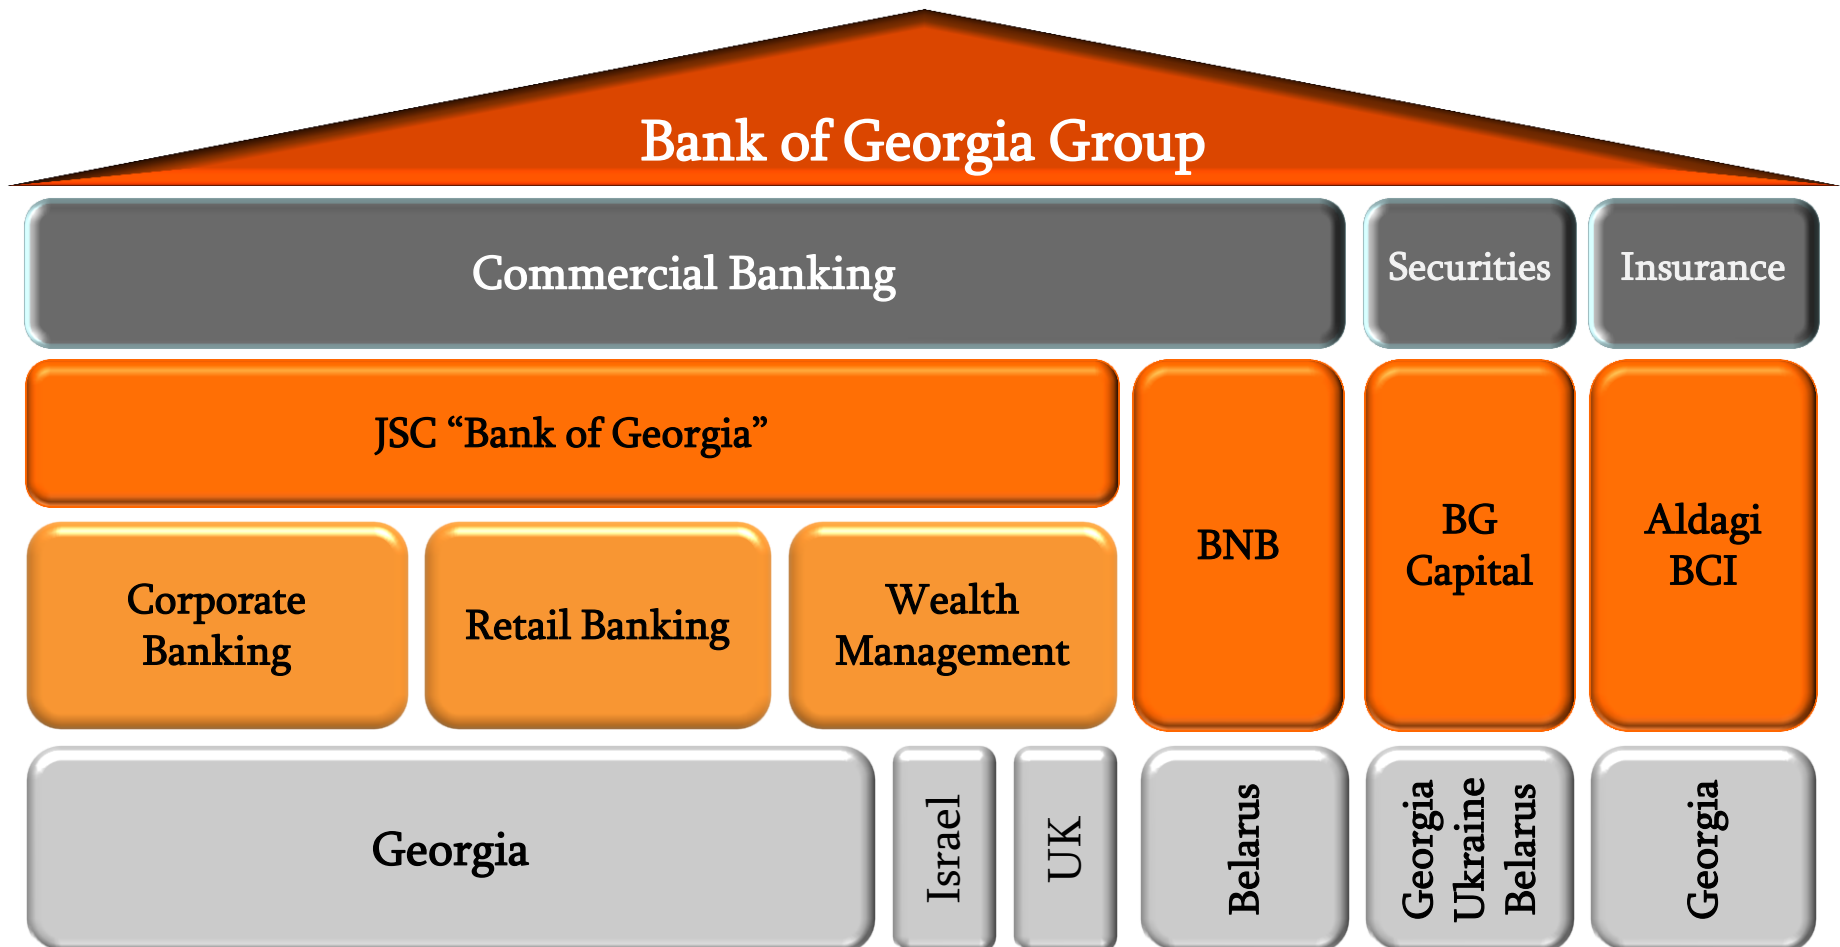 Bank of Georgia Group
Commercial Banking
Securities
Insurance
JSC “Bank of Georgia”
BNB
BG
Capital
Aldagi
BCI
Corporate
Banking
Retail Banking
Wealth
Management
Georgia
Israel
UK
Belarus
Georgia
Ukraine
Belarus
Georgia